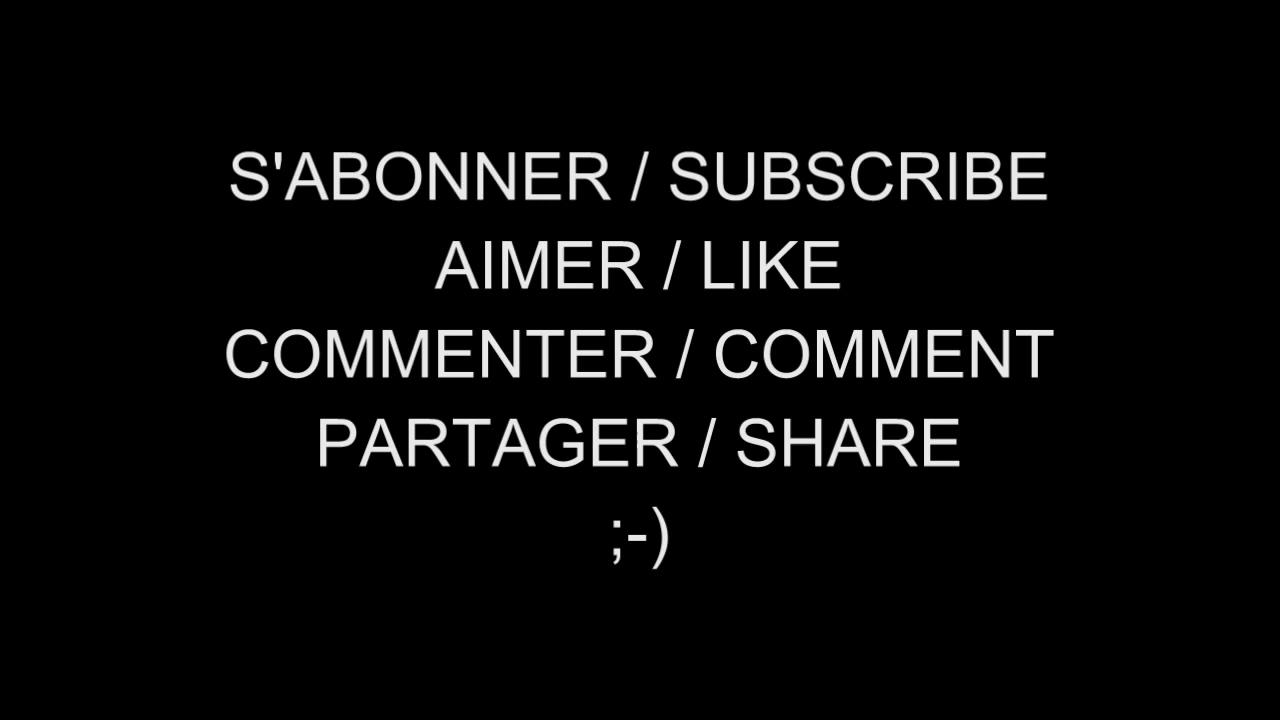 S'ABONNER / SUBSCRIBE
AIMER / LIKE
COMMENTER / COMMENT
PARTAGER / SHARE
;-)